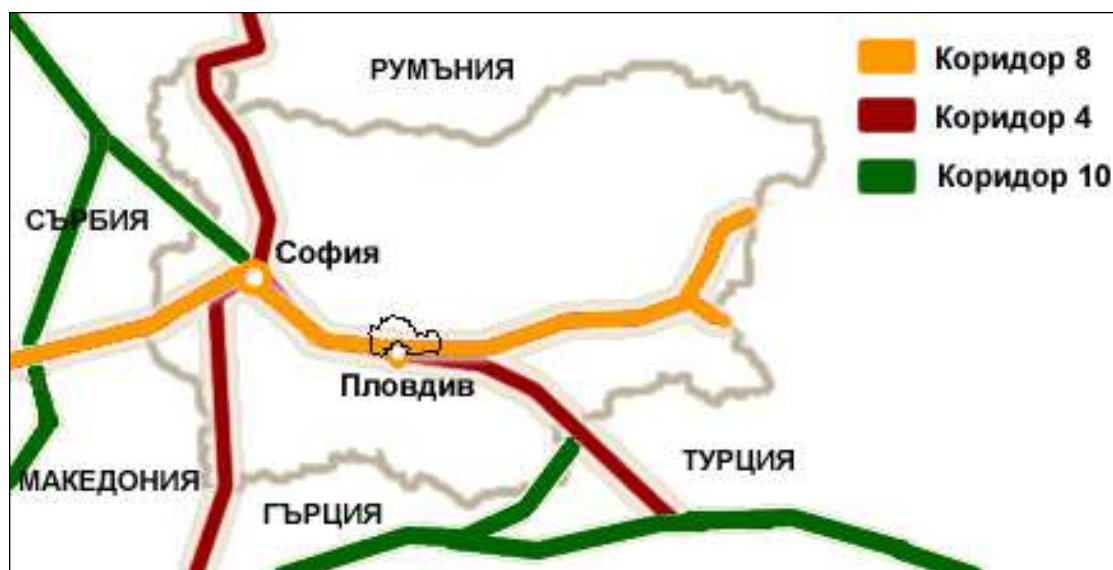 РУМЪНИЯ
Коридор 8
Коридор 4
Коридор 10
СЪРБИЯ
София
Пловдив
МАКЕДОНИЯ
ГЪРЦИЯ
ТУРЦИЯ